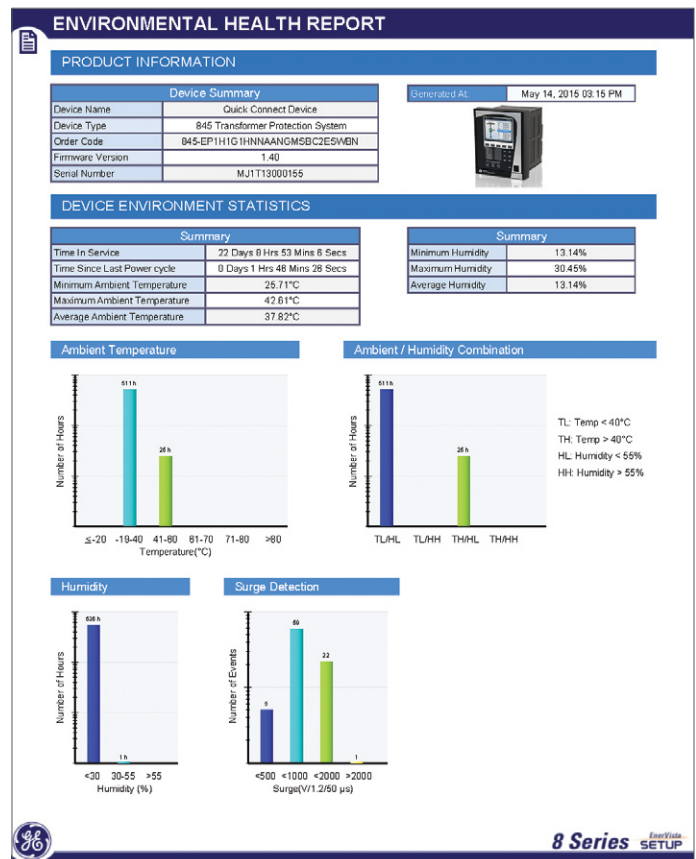 ENVIRONMENTAL HEALTH REPORT
PRODUCT INFORMATION
Device Summary
Device Name Quick Connect Device
Device Type 845 Transformer Protection System
Order Code 845-EP1H1G1HNNAANGMSBC2ESWBN
Firmware Version 1.40
Serial Number MJ1T13000155
Generated At: May 14, 2015 03:15 PM
DEVICE ENVIRONMENT STATISTICS
Summary
Time In Service 22 Days 8 Hrs 53 Mins 6 Secs
Time Since Last Power cycle 0 Days 1 Hrs 46 Mins 26 Secs
Minimum Ambient Temperature 25.71°C
Maximum Ambient Temperature 42.61°C
Average Ambient Temperature 37.82°C
Summary
Minimum Humidity 13.14%
Maximum Humidity 30.45%
Average Humidity 13.14%
Ambient Temperature
Number of Hours
511 h
26 h
≤-20 -19-40 41-60 61-70 71-80 >80
Temperature(°C)
Ambient / Humidity Combination
Number of Hours
511 h
26 h
TL/HL TL/HH TH/HL TH/HH
TL: Temp < 40°C
TH: Temp > 40°C
HL: Humidity < 55%
HH: Humidity > 55%
Humidity
Number of Hours
1 h
<30 30-55 >55
Humidity (%)
Surge Detection
Number of Events
22
1
<500 <1000 <2000 >2000
Surge(V/1.2/50 µs)
GE
8 Series EnerVista
SETUP